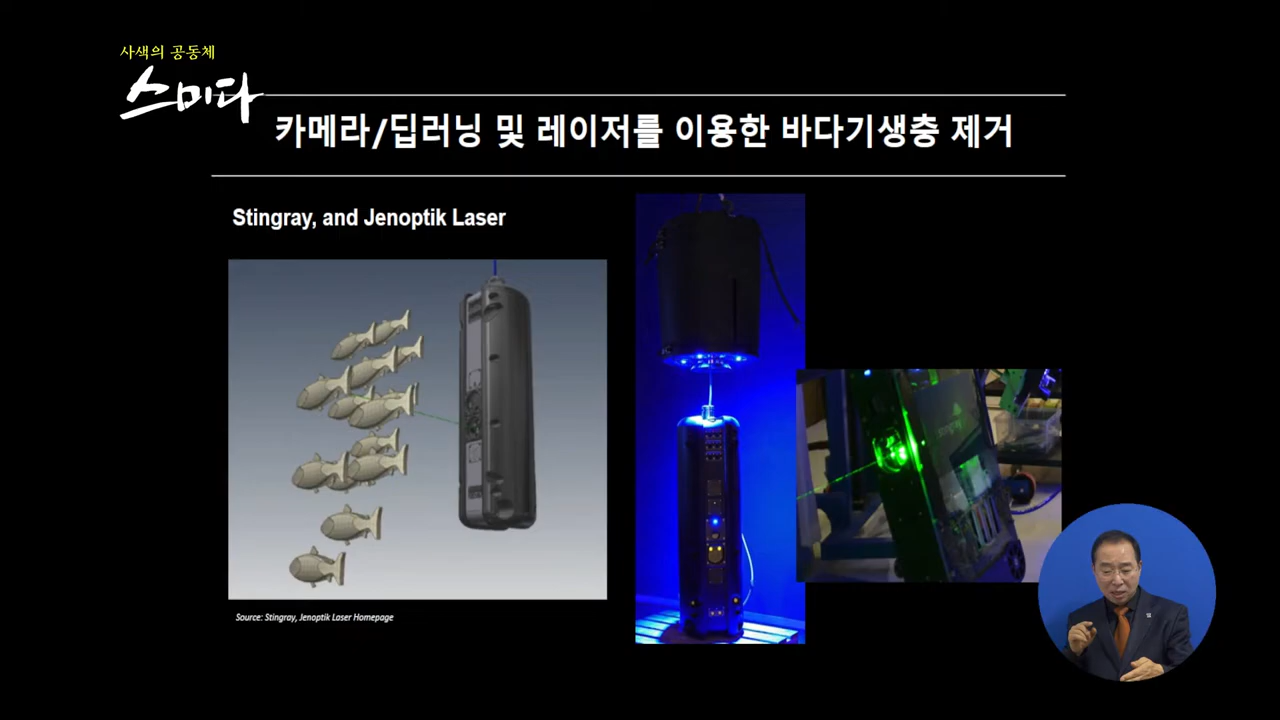 사색의 공동체
스미다
카메라/딥러닝 및 레이저를 이용한 바다기생충 제거
Stingray, and Jenoptik Laser
Source: Stingray, Jenoptik Laser Homepage